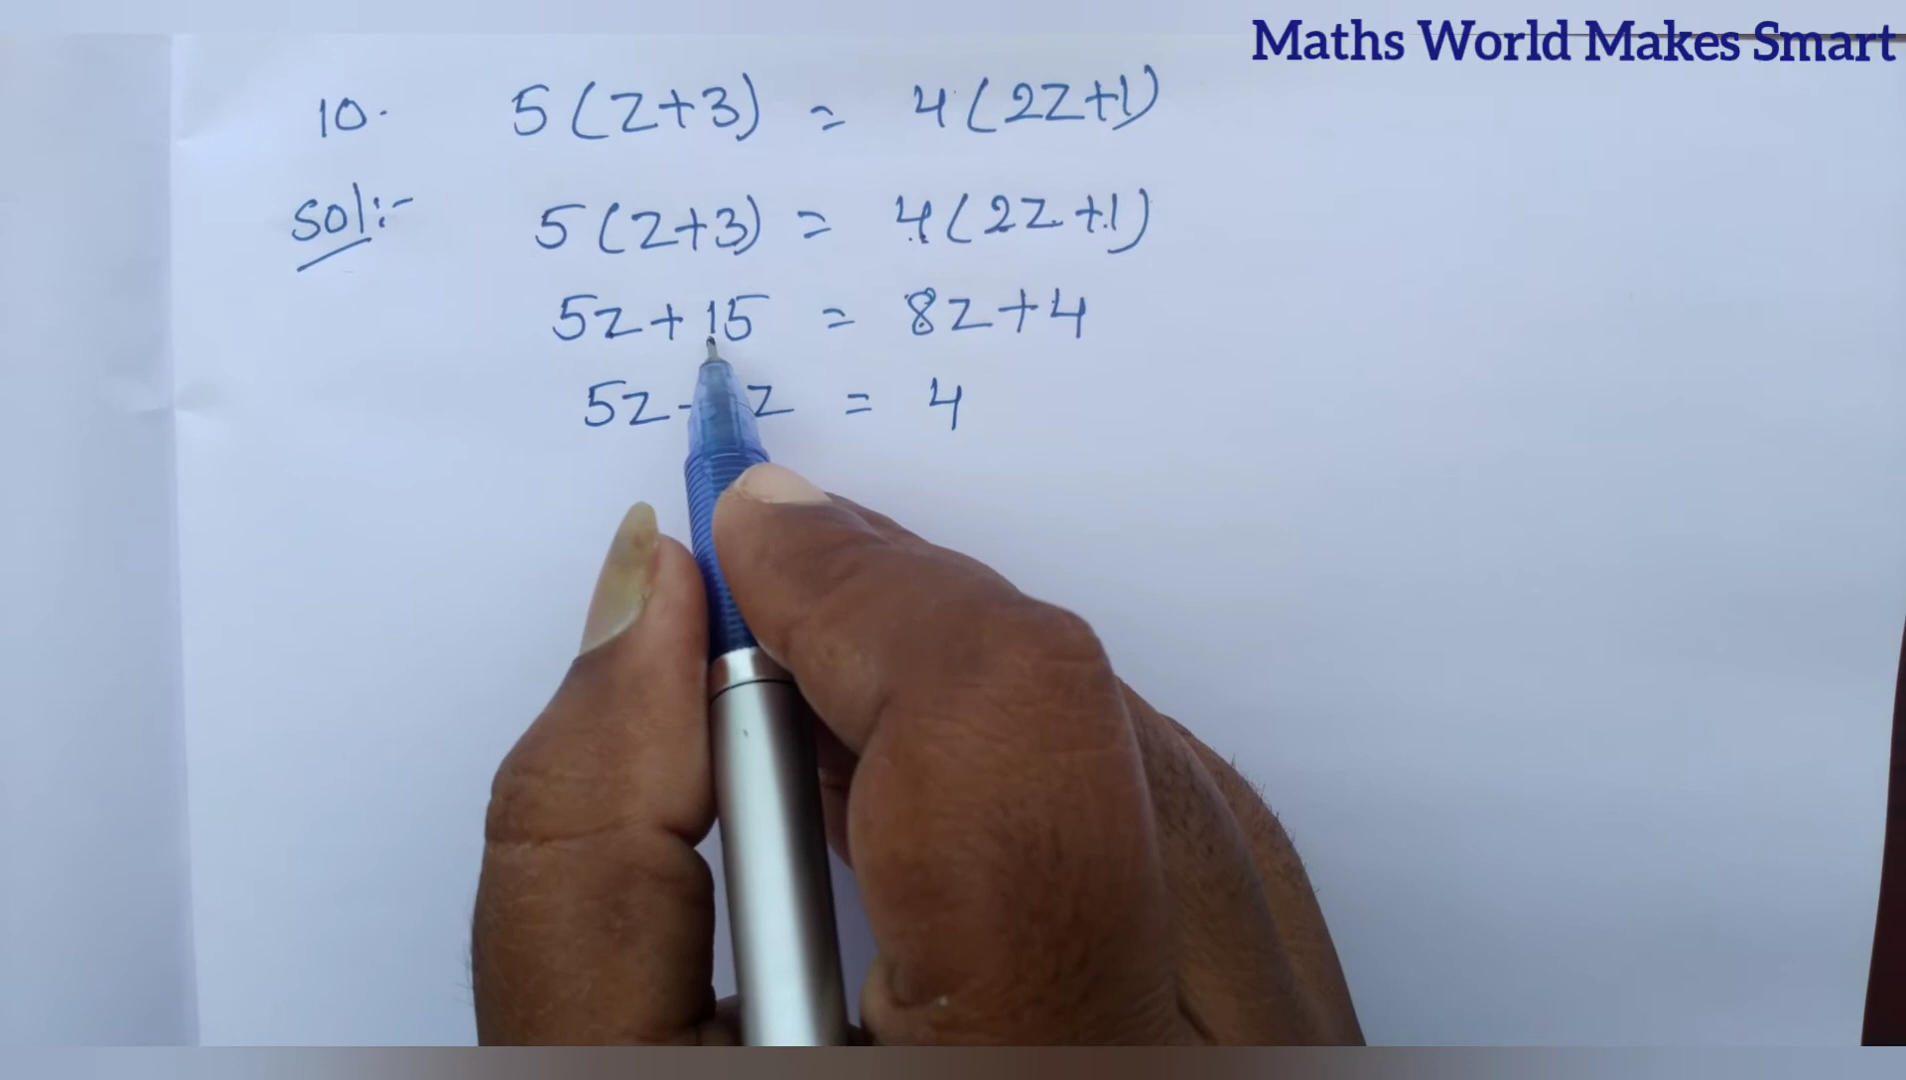 Maths World Makes Smart
10. 5(z+3) = 4(2z+1)
Sol:- 5(z+3) = 4(2z+1)
5z+15 = 8z+4
5z- z = 4